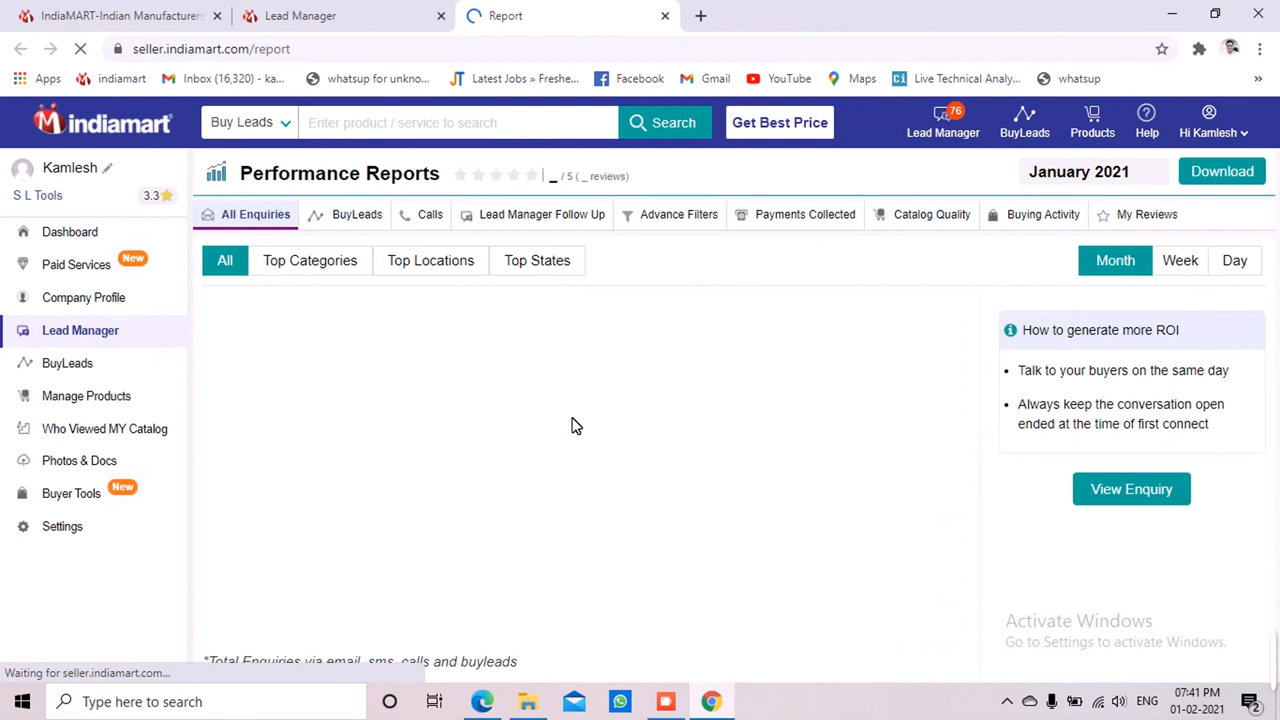 IndiaMART-Indian Manufacturers
Lead Manager
Report
seller.indiamart.com/report
Apps
indiamart
Inbox (16,320) - ka...
whatsup for unkno...
Latest Jobs » Freshe...
Facebook
Gmail
YouTube
Maps
Live Technical Analy...
whatsup
»
indiamart
Buy Leads
Enter product / service to search
Search
Get Best Price
76
Lead Manager
BuyLeads
Products
Help
Hi Kamlesh
Kamlesh
S L Tools
3.3
Performance Reports
_ / 5 ( _ reviews)
January 2021
Download
All Enquiries
BuyLeads
Calls
Lead Manager Follow Up
Advance Filters
Payments Collected
Catalog Quality
Buying Activity
My Reviews
Dashboard
Paid Services
New
Company Profile
Lead Manager
BuyLeads
Manage Products
Who Viewed MY Catalog
Photos & Docs
Buyer Tools
New
Settings
All
Top Categories
Top Locations
Top States
Month
Week
Day
How to generate more ROI
• Talk to your buyers on the same day
• Always keep the conversation open
ended at the time of first connect
View Enquiry
Activate Windows
Go to Settings to activate Windows.
*Total Enquiries via email, sms, calls and buyleads
Waiting for seller.indiamart.com...
Type here to search
ENG
07:41 PM
01-02-2021
2